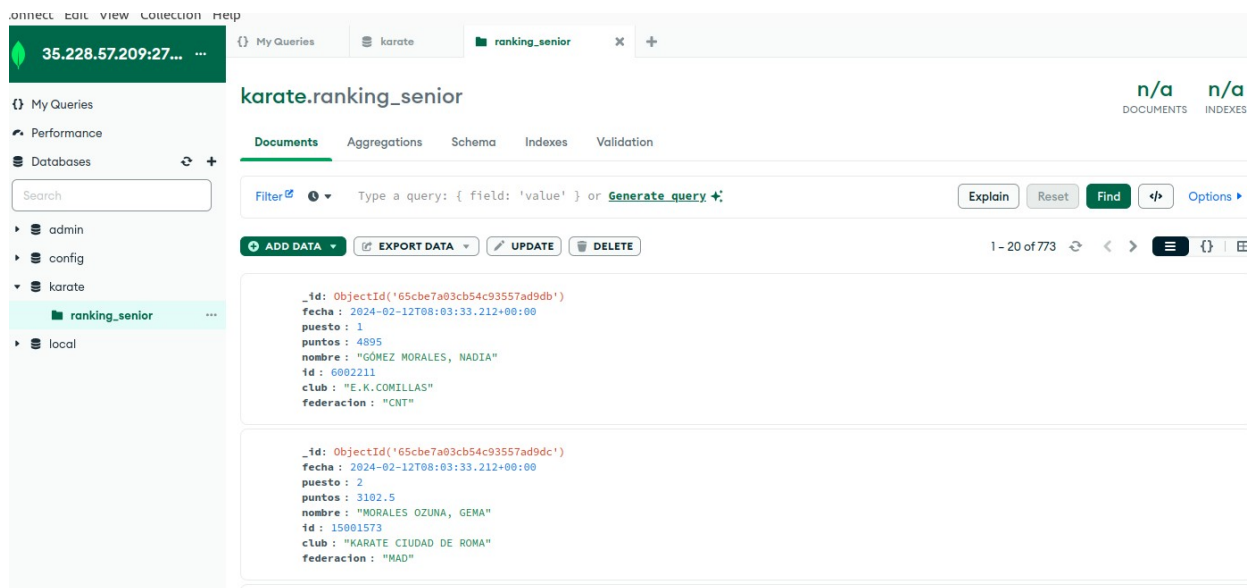 Connect Edit View Collection Help
35.228.57.209:27... ...
{} My Queries
Performance
Databases
Search
admin
config
karate
ranking_senior ...
local
{} My Queries karate ranking_senior
karate.ranking_senior
n/a DOCUMENTS n/a INDEXES
Documents Aggregations Schema Indexes Validation
Filter Type a query: { field: 'value' } or Generate query
Explain Reset Find </> Options
ADD DATA EXPORT DATA UPDATE DELETE
1 – 20 of 773 {}
_id: ObjectId('65cbe7a03cb54c93557ad9db')
fecha : 2024-02-12T08:03:33.212+00:00
puesto : 1
puntos : 4895
nombre : "GÓMEZ MORALES, NADIA"
id : 6002211
club : "E.K.COMILLAS"
federacion : "CNT"
_id: ObjectId('65cbe7a03cb54c93557ad9dc')
fecha : 2024-02-12T08:03:33.212+00:00
puesto : 2
puntos : 3102.5
nombre : "MORALES OZUNA, GEMA"
id : 15001573
club : "KARATE CIUDAD DE ROMA"
federacion : "MAD"